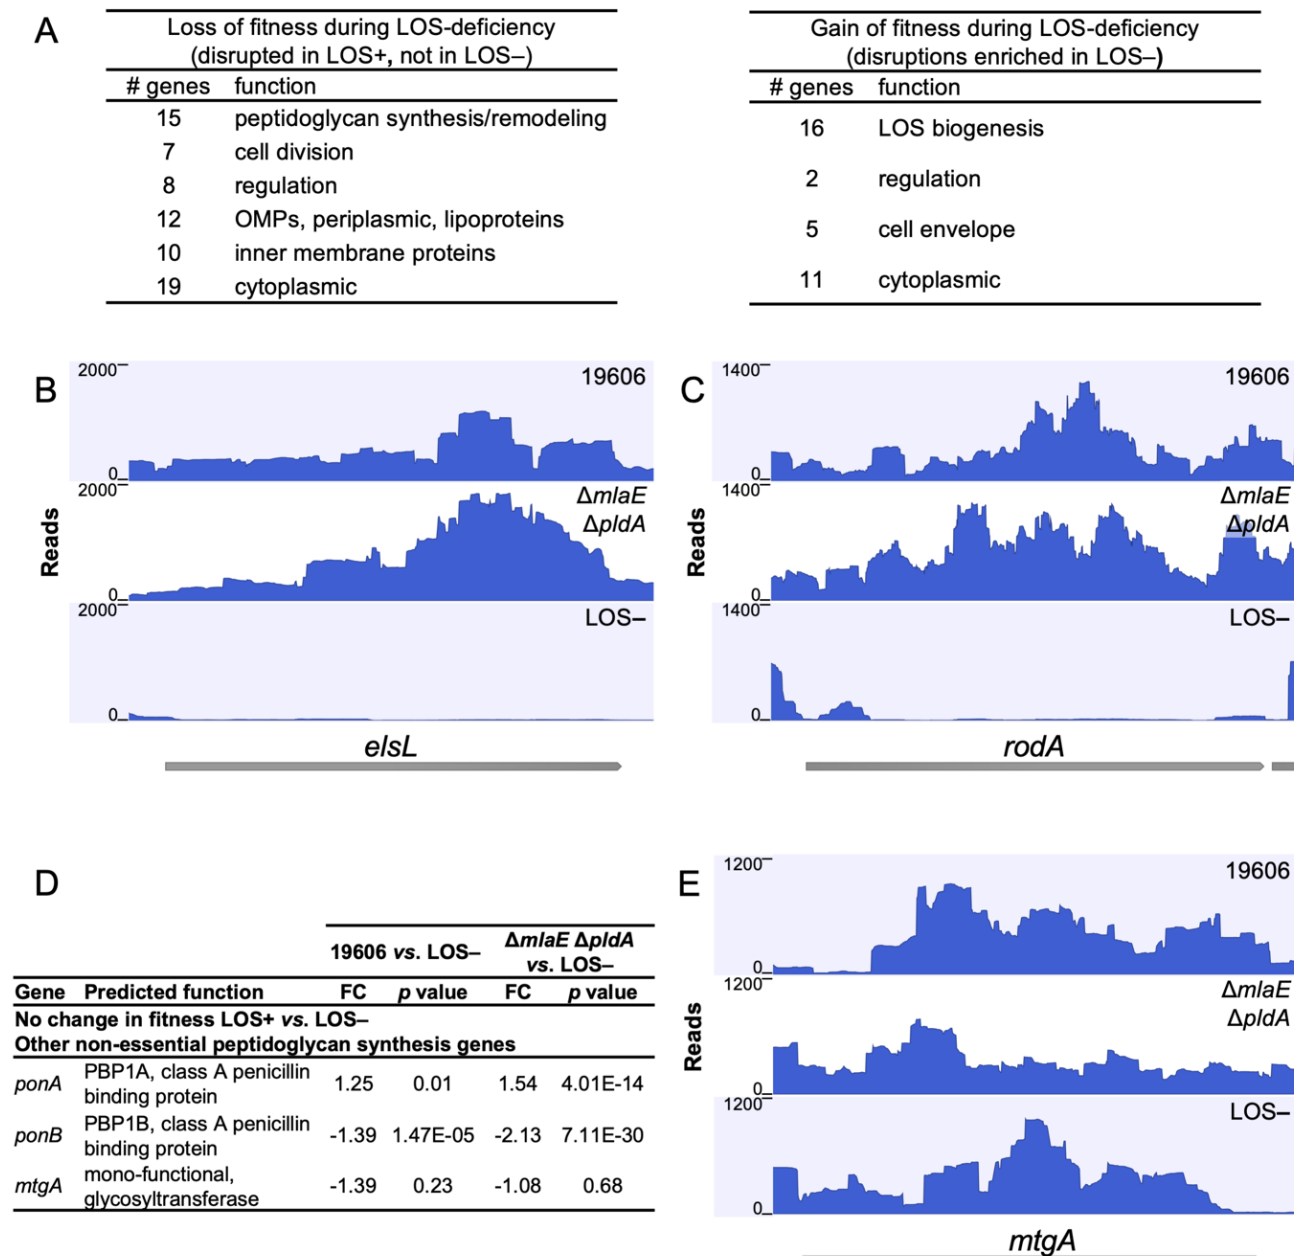 A
Loss of fitness during LOS-deficiency
(disrupted in LOS+, not in LOS–)
# genes function
15 peptidoglycan synthesis/remodeling
7 cell division
8 regulation
12 OMPs, periplasmic, lipoproteins
10 inner membrane proteins
19 cytoplasmic
Gain of fitness during LOS-deficiency
(disruptions enriched in LOS–)
# genes function
16 LOS biogenesis
2 regulation
5 cell envelope
11 cytoplasmic
B
Reads
2000
19606
0
2000
ΔmlaE
ΔpldA
0
2000
LOS–
0
elsL
C
Reads
1400
19606
0
1400
ΔmlaE
ΔpldA
0
1400
LOS–
0
rodA
D
19606 vs. LOS–
ΔmlaE ΔpldA
vs. LOS–
Gene Predicted function FC p value FC p value
No change in fitness LOS+ vs. LOS–
Other non-essential peptidoglycan synthesis genes
ponA PBP1A, class A penicillin
binding protein 1.25 0.01 1.54 4.01E-14
ponB PBP1B, class A penicillin
binding protein -1.39 1.47E-05 -2.13 7.11E-30
mtgA mono-functional,
glycosyltransferase -1.39 0.23 -1.08 0.68
E
Reads
1200
19606
0
1200
ΔmlaE
ΔpldA
0
1200
LOS–
0
mtgA